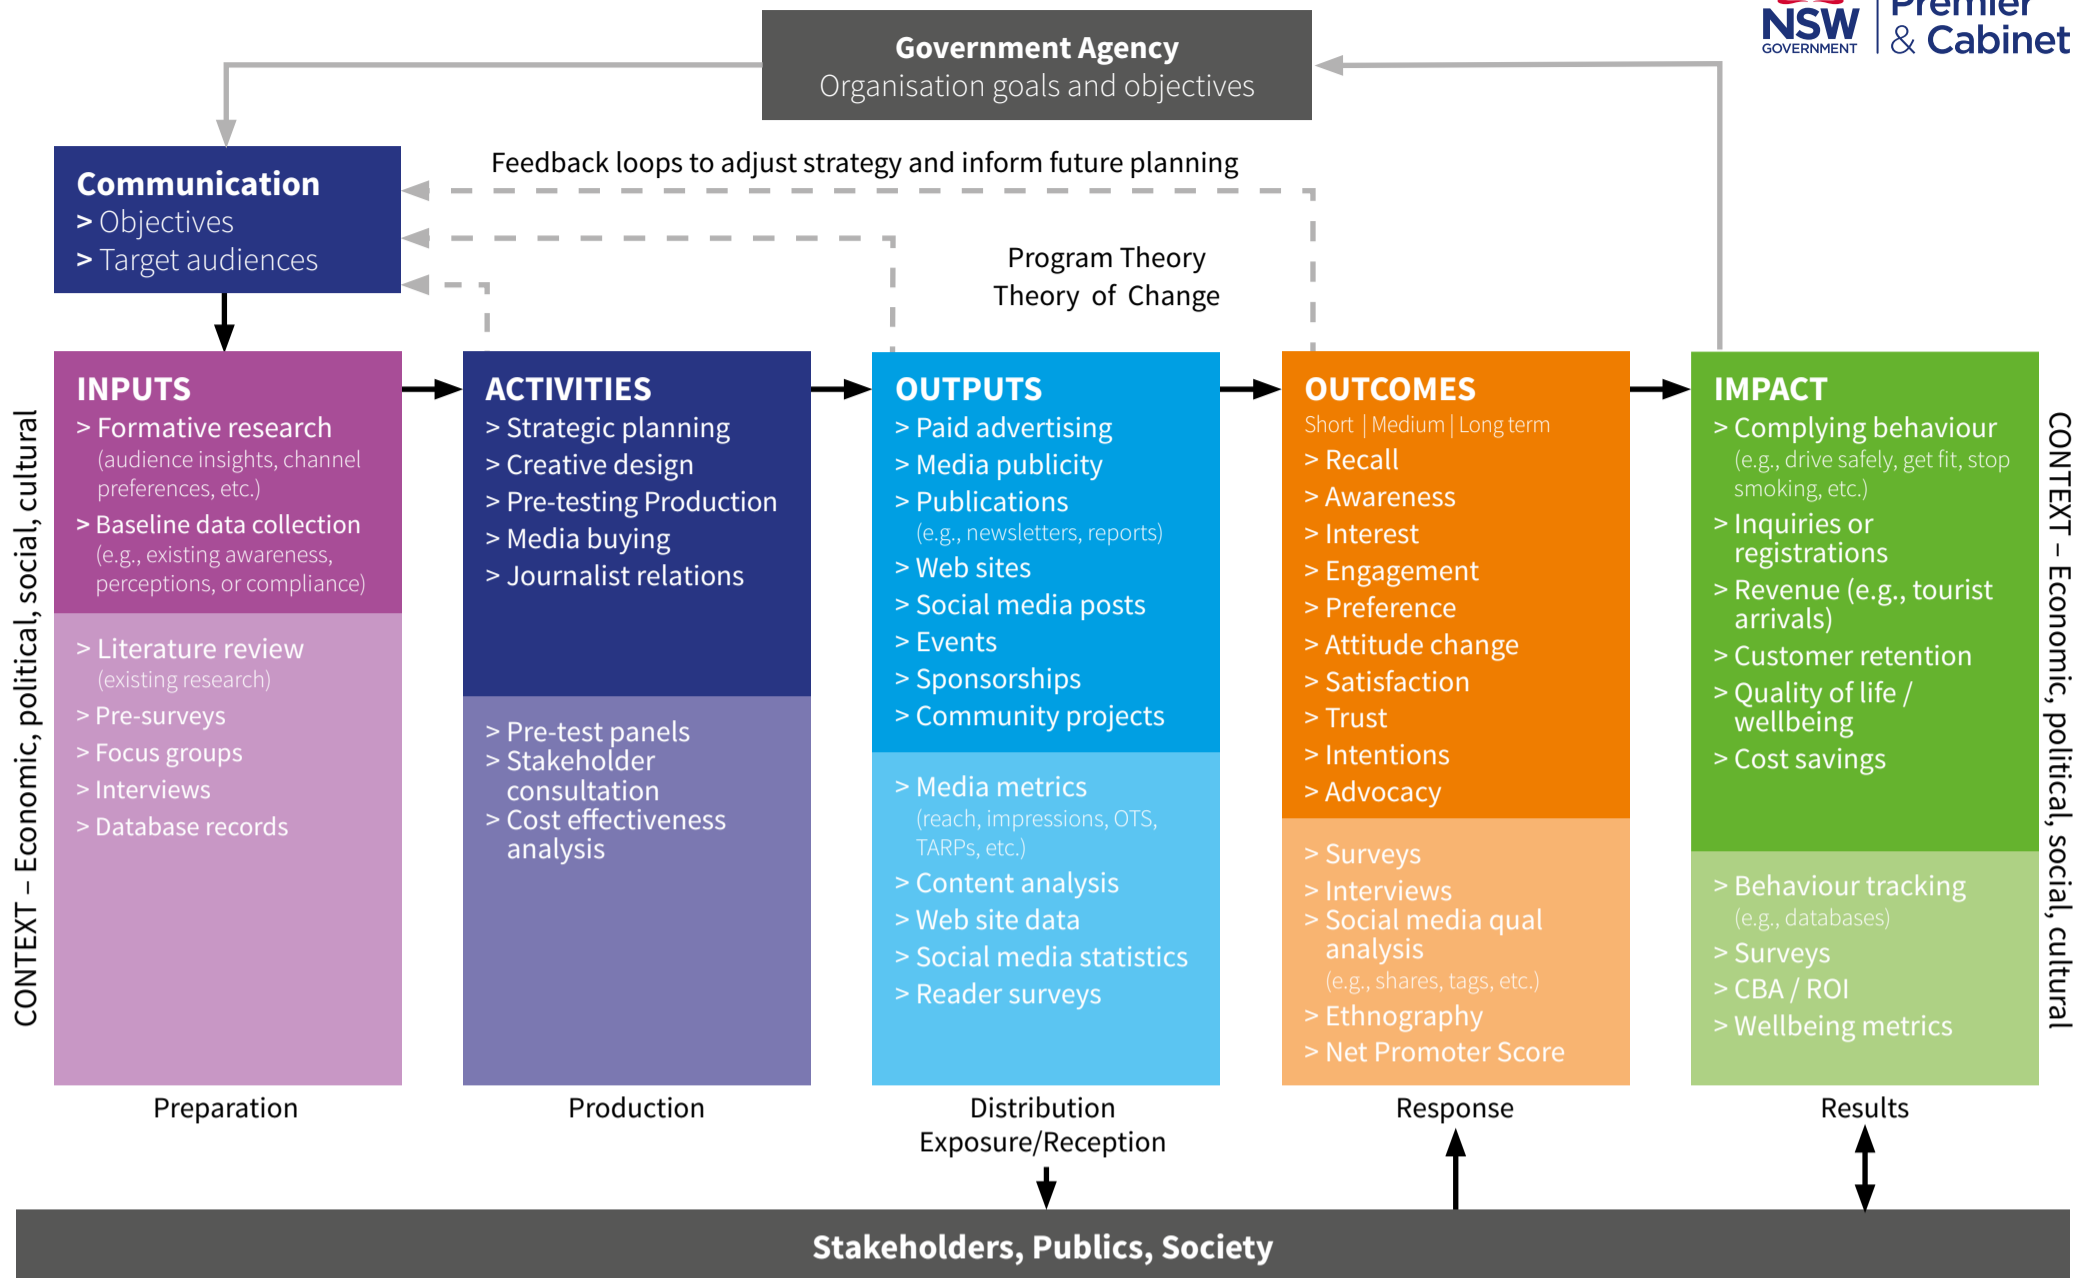 Premier
NSW
GOVERNMENT
& Cabinet
Government Agency
Organisation goals and objectives
Feedback loops to adjust strategy and inform future planning
Communication
> Objectives
> Target audiences
Program Theory
Theory of Change
CONTEXT – Economic, political, social, cultural
INPUTS
> Formative research
(audience insights, channel
preferences, etc.)
> Baseline data collection
(e.g., existing awareness,
perceptions, or compliance)
> Literature review
(existing research)
> Pre-surveys
> Focus groups
> Interviews
> Database records
Preparation
ACTIVITIES
> Strategic planning
> Creative design
> Pre-testing Production
> Media buying
> Journalist relations
> Pre-test panels
> Stakeholder
consultation
> Cost effectiveness
analysis
Production
OUTPUTS
> Paid advertising
> Media publicity
> Publications
(e.g., newsletters, reports)
> Web sites
> Social media posts
> Events
> Sponsorships
> Community projects
> Media metrics
(reach, impressions, OTS,
TARPs, etc.)
> Content analysis
> Web site data
> Social media statistics
> Reader surveys
Distribution
Exposure/Reception
OUTCOMES
Short | Medium | Long term
> Recall
> Awareness
> Interest
> Engagement
> Preference
> Attitude change
> Satisfaction
> Trust
> Intentions
> Advocacy
> Surveys
> Interviews
> Social media qual
analysis
(e.g., shares, tags, etc.)
> Ethnography
> Net Promoter Score
Response
IMPACT
> Complying behaviour
(e.g., drive safely, get fit, stop
smoking, etc.)
> Inquiries or
registrations
> Revenue (e.g., tourist
arrivals)
> Customer retention
> Quality of life /
wellbeing
> Cost savings
> Behaviour tracking
(e.g., databases)
> Surveys
> CBA / ROI
> Wellbeing metrics
Results
CONTEXT – Economic, political, social, cultural
Stakeholders, Publics, Society